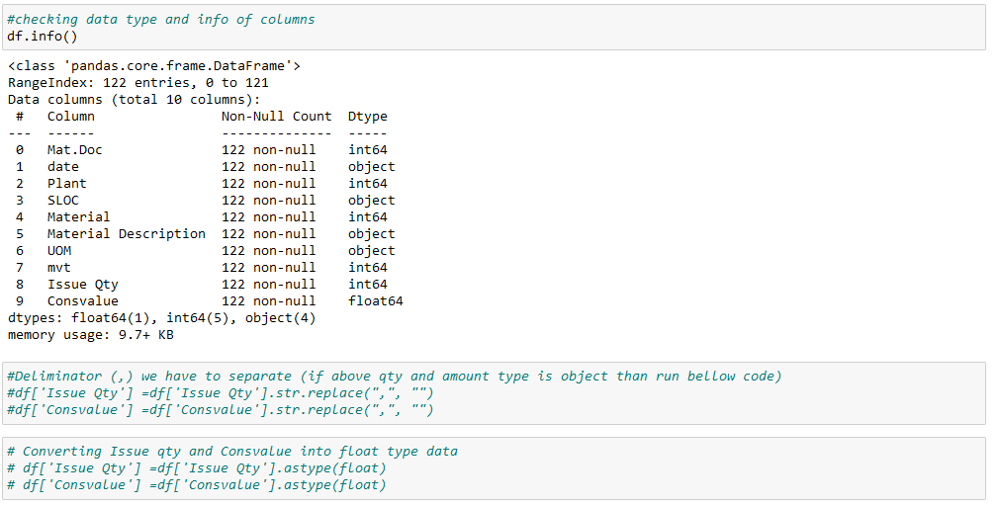 #checking data type and info of columns
df.info()
<class 'pandas.core.frame.DataFrame'>
RangeIndex: 122 entries, 0 to 121
Data columns (total 10 columns):
 #   Column                Non-Null Count  Dtype
---  ------                --------------  -----
 0   Mat.Doc               122 non-null    int64
 1   date                  122 non-null    object
 2   Plant                 122 non-null    int64
 3   SLOC                  122 non-null    object
 4   Material              122 non-null    int64
 5   Material Description  122 non-null    object
 6   UOM                   122 non-null    object
 7   mvt                   122 non-null    int64
 8   Issue Qty             122 non-null    int64
 9   Consvalue             122 non-null    float64
dtypes: float64(1), int64(5), object(4)
memory usage: 9.7+ KB
#Deliminator (,) we have to separate (if above qty and amount type is object than run bellow code)
#df['Issue Qty'] =df['Issue Qty'].str.replace(",", "")
#df['Consvalue'] =df['Consvalue'].str.replace(",", "")
# Converting Issue qty and Consvalue into float type data
# df['Issue Qty'] =df['Issue Qty'].astype(float)
# df['Consvalue'] =df['Consvalue'].astype(float)